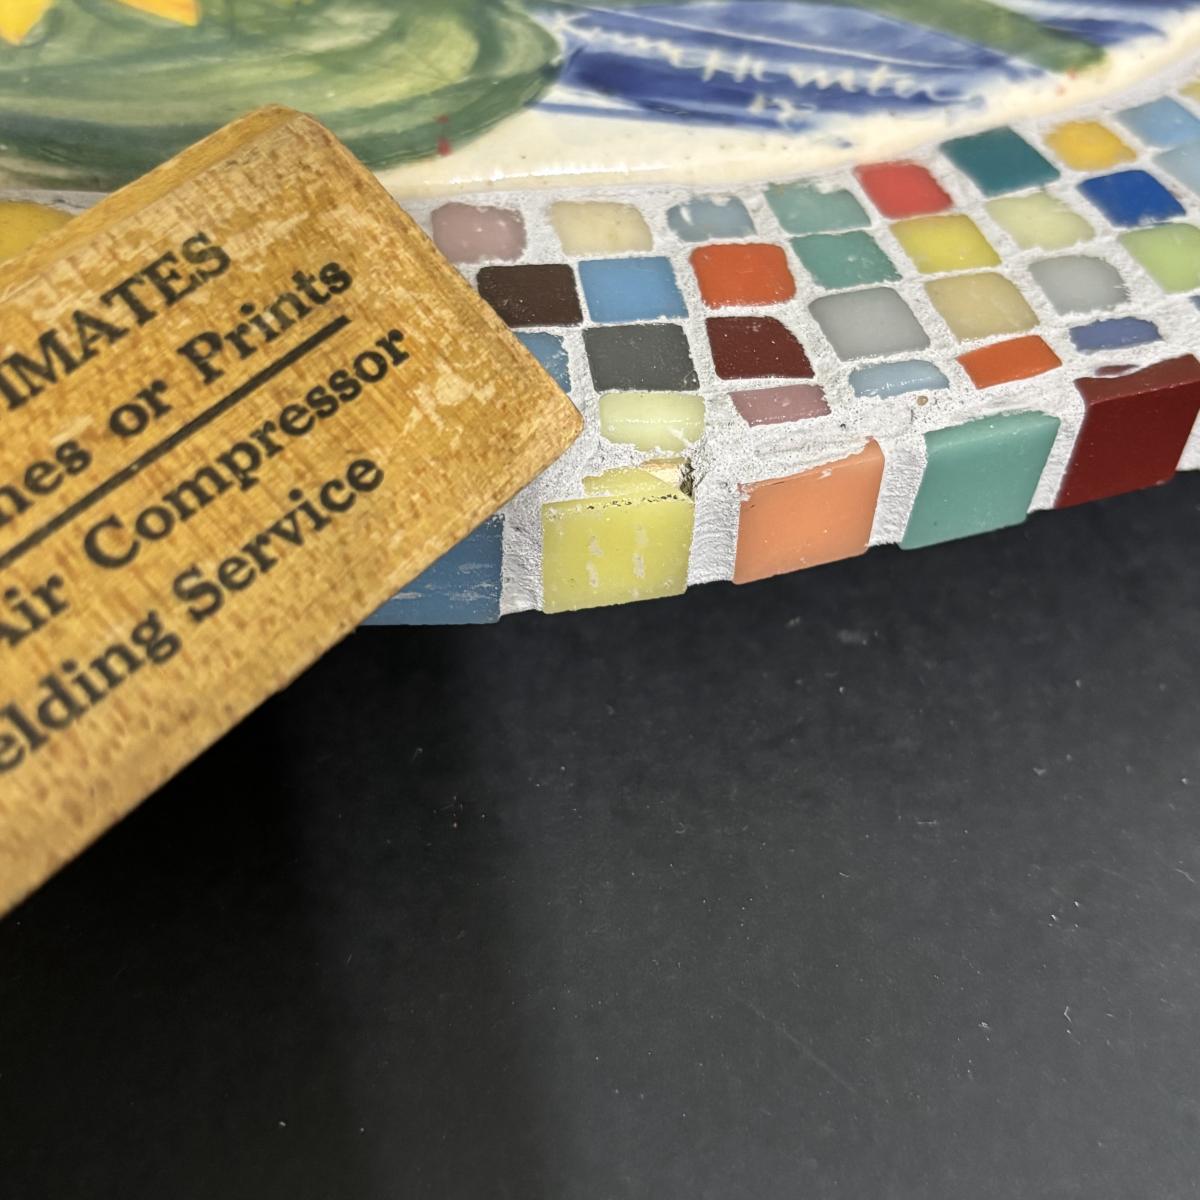 IMATES
nes or Prints
Air Compressor
elding Service